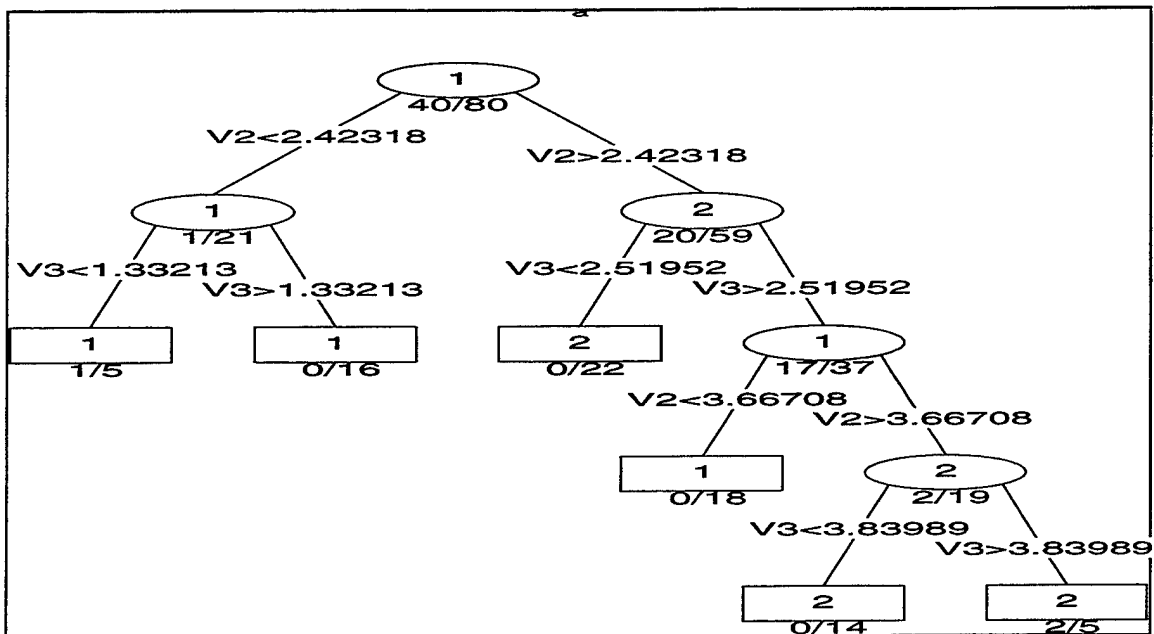 a
1
40/80
V2<2.42318
V2>2.42318
1
2
1/21
20/59
V3<1.33213
V3>1.33213
V3<2.51952
V3>2.51952
1
1
2
1
1/5
0/16
0/22
17/37
V2<3.66708
V2>3.66708
1
2
0/18
2/19
V3<3.83989
V3>3.83989
2
2
0/14
2/5